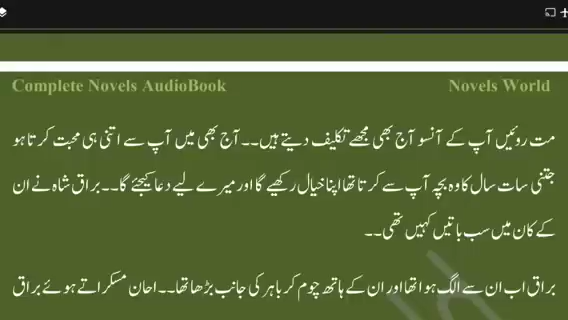 Complete Novels AudioBook Novels World
مت روئیں آپ کے آنسو آج بھی مجھے تکلیف دیتے ہیں۔۔ آج بھی میں آپ سے اتنی ہی محبت کرتا ہو
جتنی سات سال کا وہ بچہ آپ سے کرتا تھا اپنا خیال رکھیے گا اور میرے لیے دعا کیجئے گا۔۔ براق شاہ نے ان
کے کان میں سب باتیں کہیں تھی۔۔
براق اب ان سے الگ ہوا تھا اور ان کے ہاتھ چوم کر باہر کی جانب بڑھا تھا۔۔ احان مسکراتے ہوئے براق